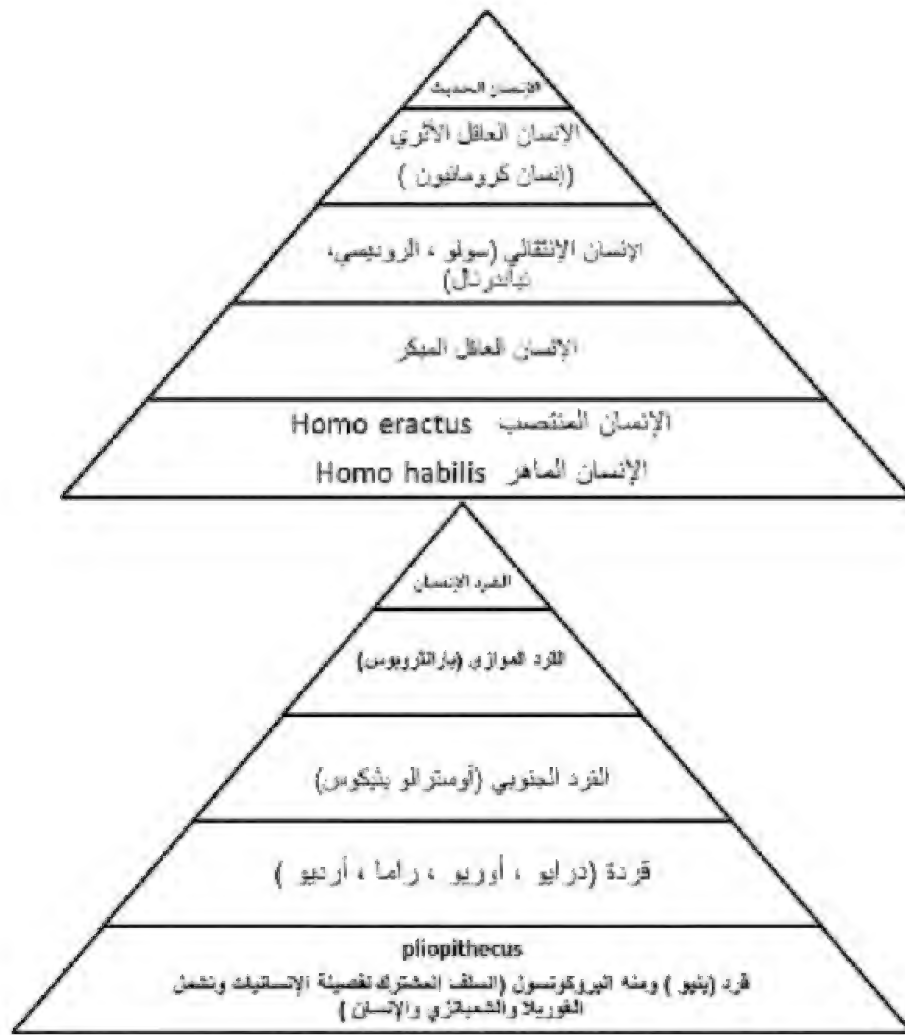 الإنسان الحديث
الإنسان العاقل الأثري
(إنسان كرومانيون )
الإنسان الإنتقالي (سولو ، الروديسي،
نياندرتال)
الإنسان العاقل المبكر
الإنسان المنتصب Homo eractus
الإنسان الماهر Homo habilis
القرد الإنسان
القرد الموازي (بارانثروبوس)
القرد الجنوبي (أوسترالو بثيكوس)
قردة (درايو ، أوريو ، راما ، أرديو )
pliopithecus
قرد (بليو ) ومنه البروكونسول (السلف المشترك لفصيلة الإنسانيات وتشمل
الغوريلا والشمبانزي والإنسان )